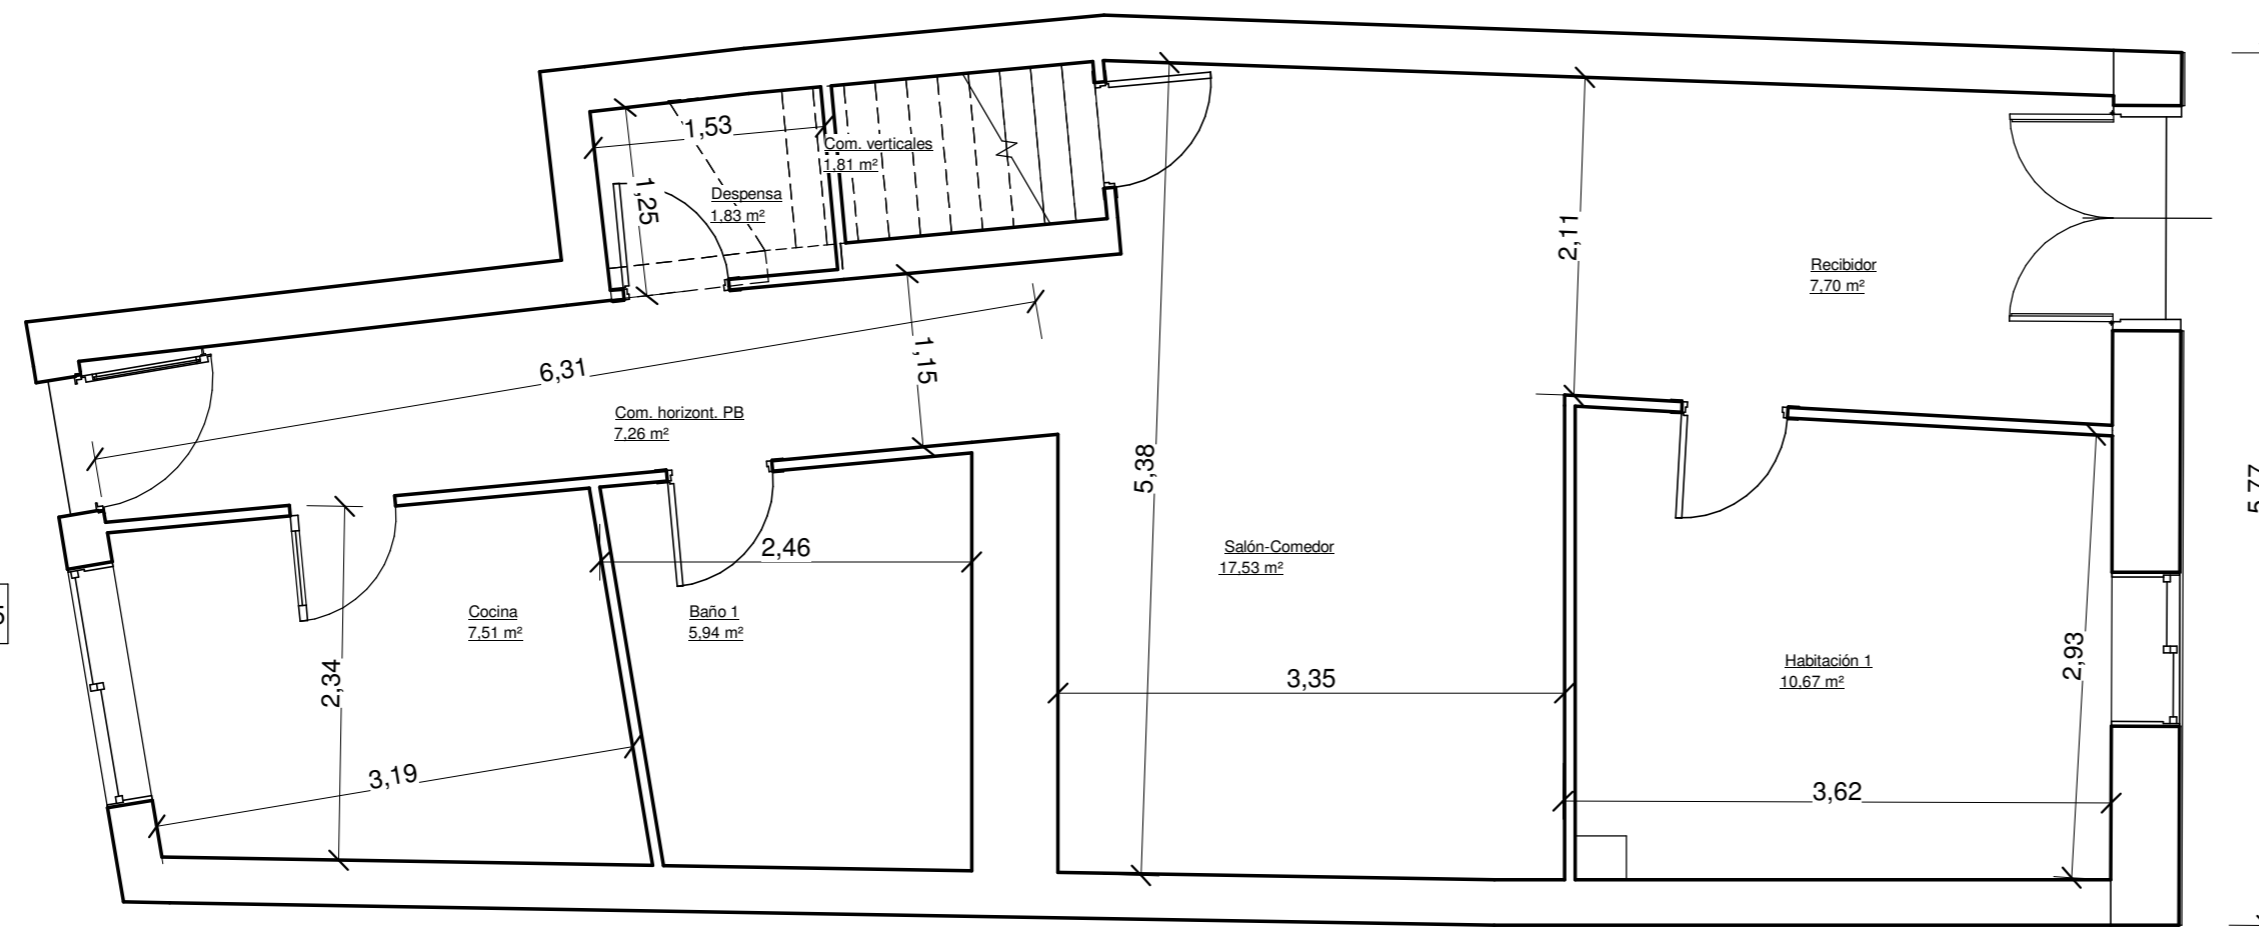 1,53
Com. verticales
1,81 m²
1,25
Despensa
1,83 m²
2,11
Recibidor
7,70 m²
6,31
1,15
Com. horizont. PB
7,26 m²
5,38
5,77
2,46
Salón-Comedor
17,53 m²
Cocina
7,51 m²
Baño 1
5,94 m²
2,34
3,35
2,93
Habitación 1
10,67 m²
3,19
3,62